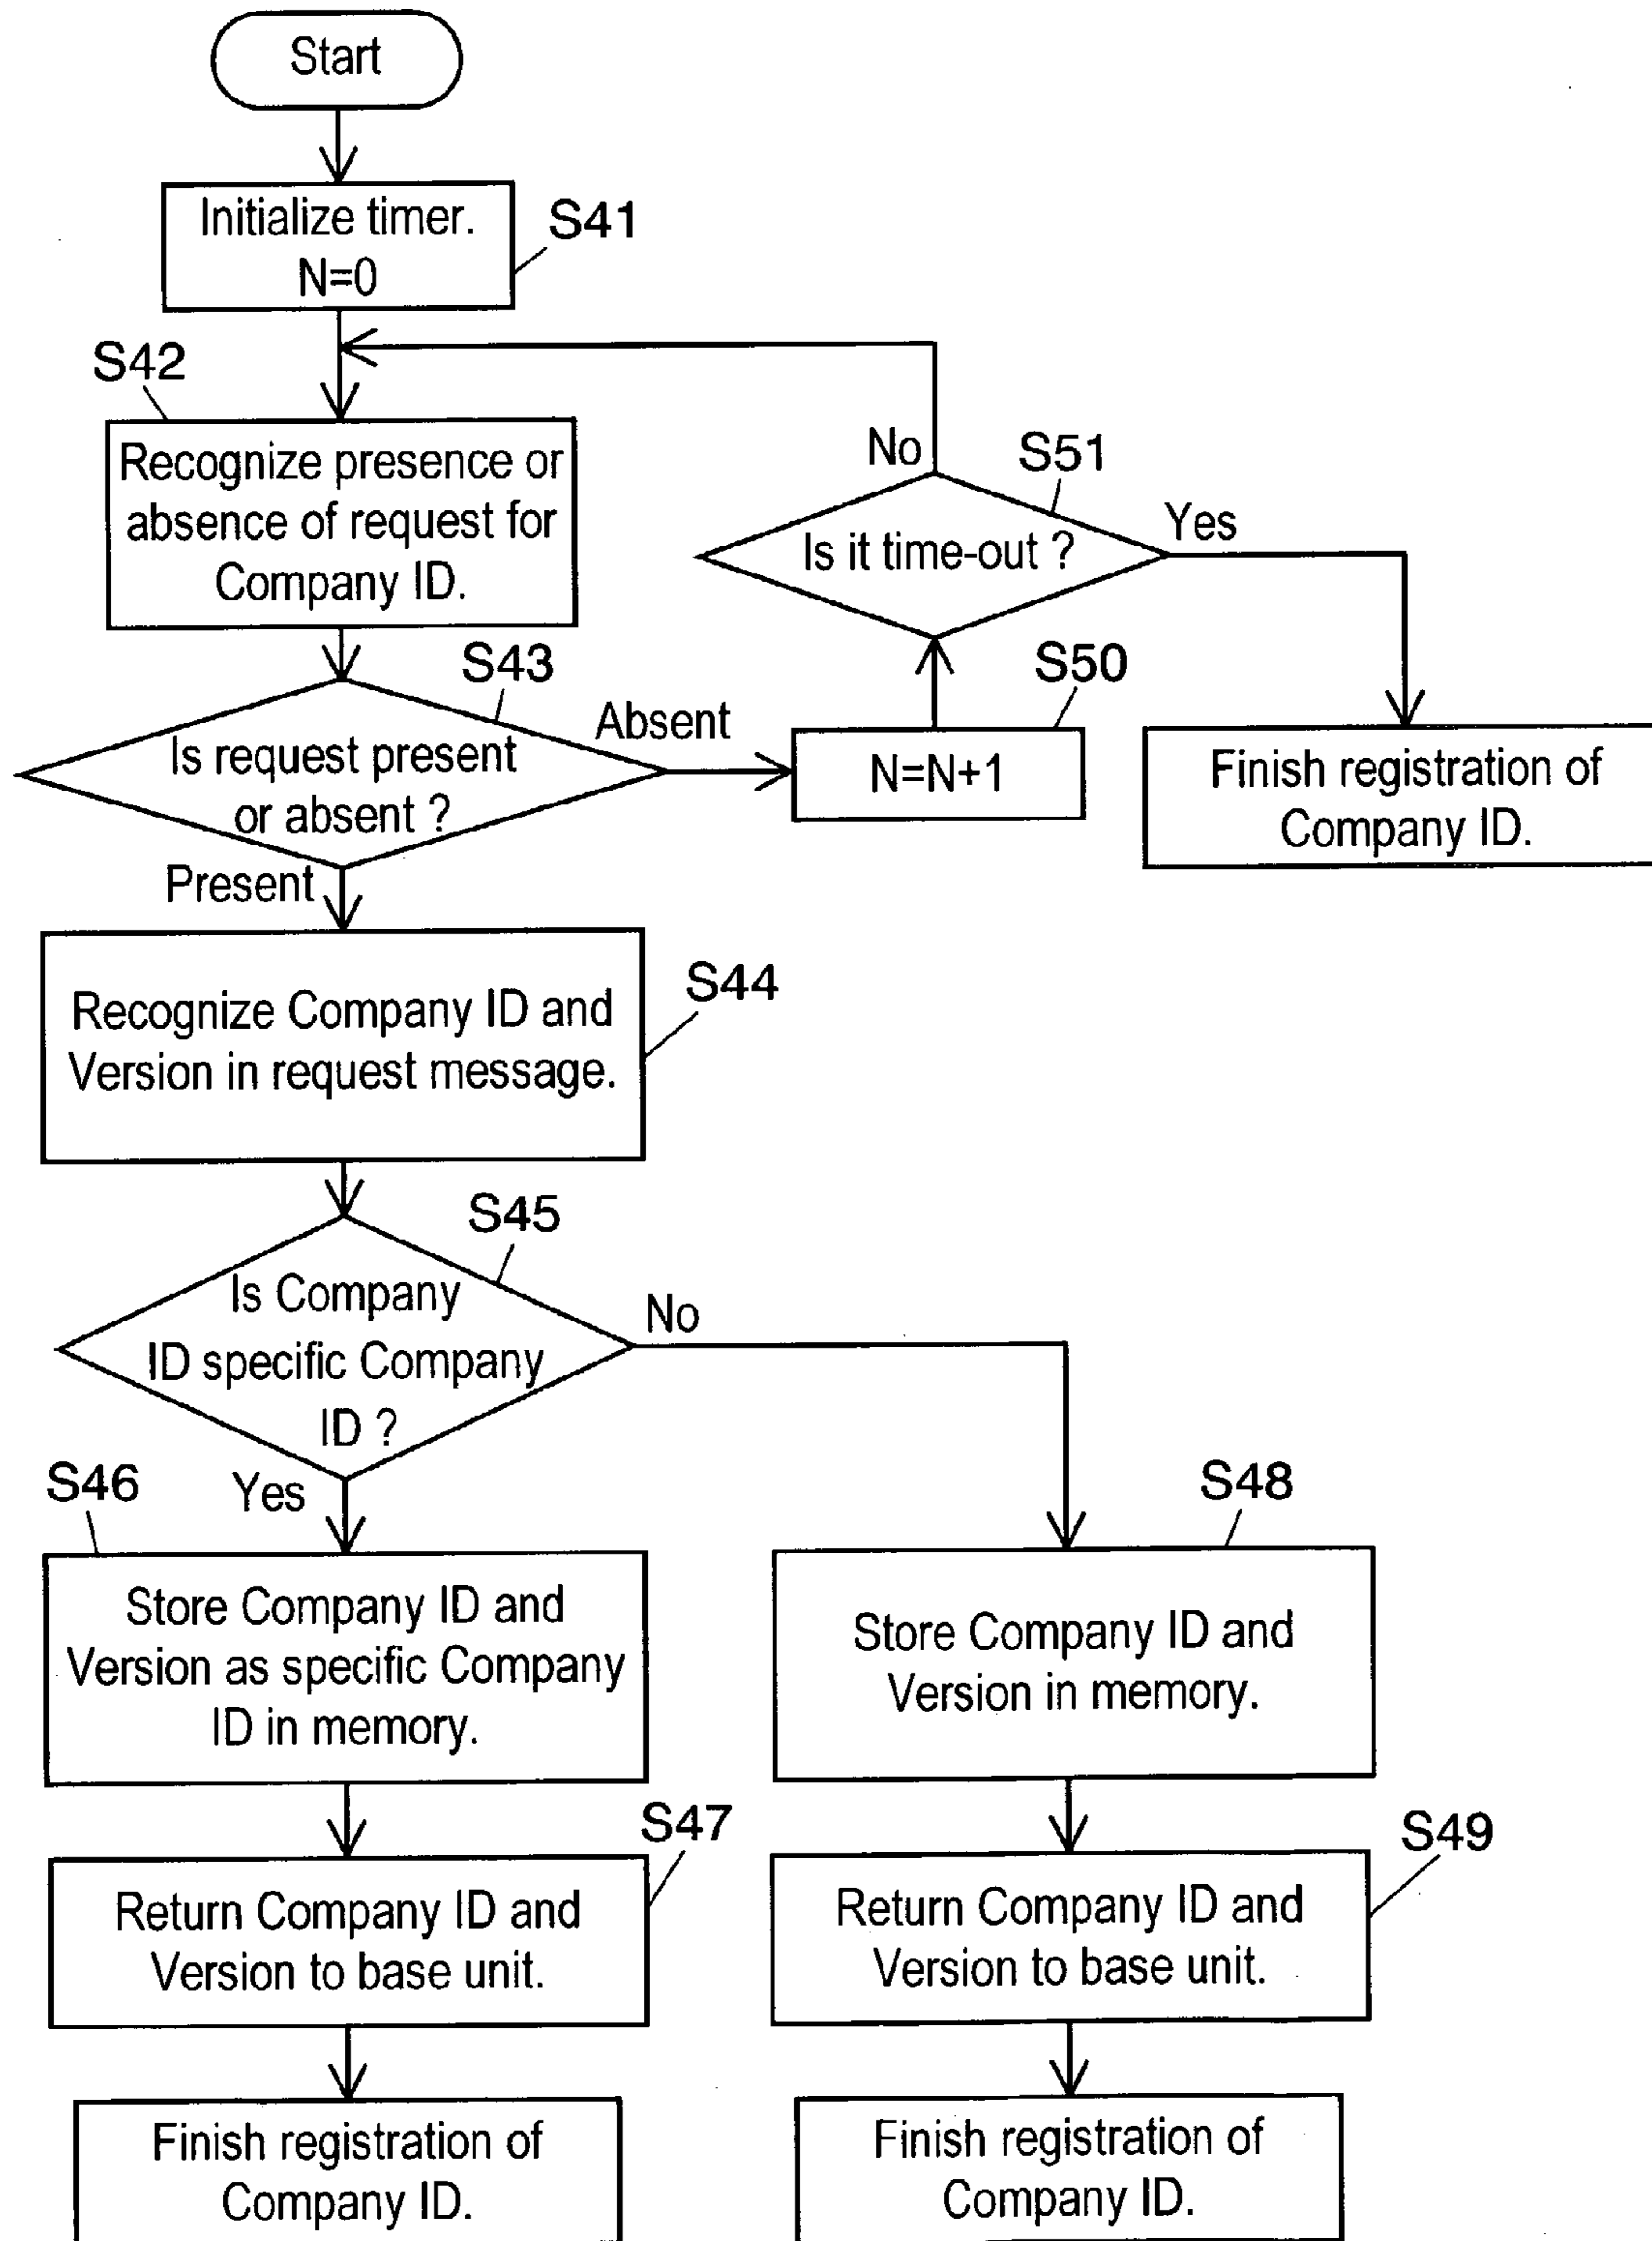 Start
Initialize timer.
N=0
S41
S42
Recognize presence or
absence of request for
Company ID.
No
S51
Is it time-out ?
Yes
S43
Is request present
or absent ?
Absent
S50
N=N+1
Finish registration of
Company ID.
Present
Recognize Company ID and
Version in request message.
S44
S45
Is Company
ID specific Company
ID ?
No
Yes
S46
Store Company ID and
Version as specific Company
ID in memory.
S48
Store Company ID and
Version in memory.
S47
Return Company ID and
Version to base unit.
S49
Return Company ID and
Version to base unit.
Finish registration of
Company ID.
Finish registration of
Company ID.